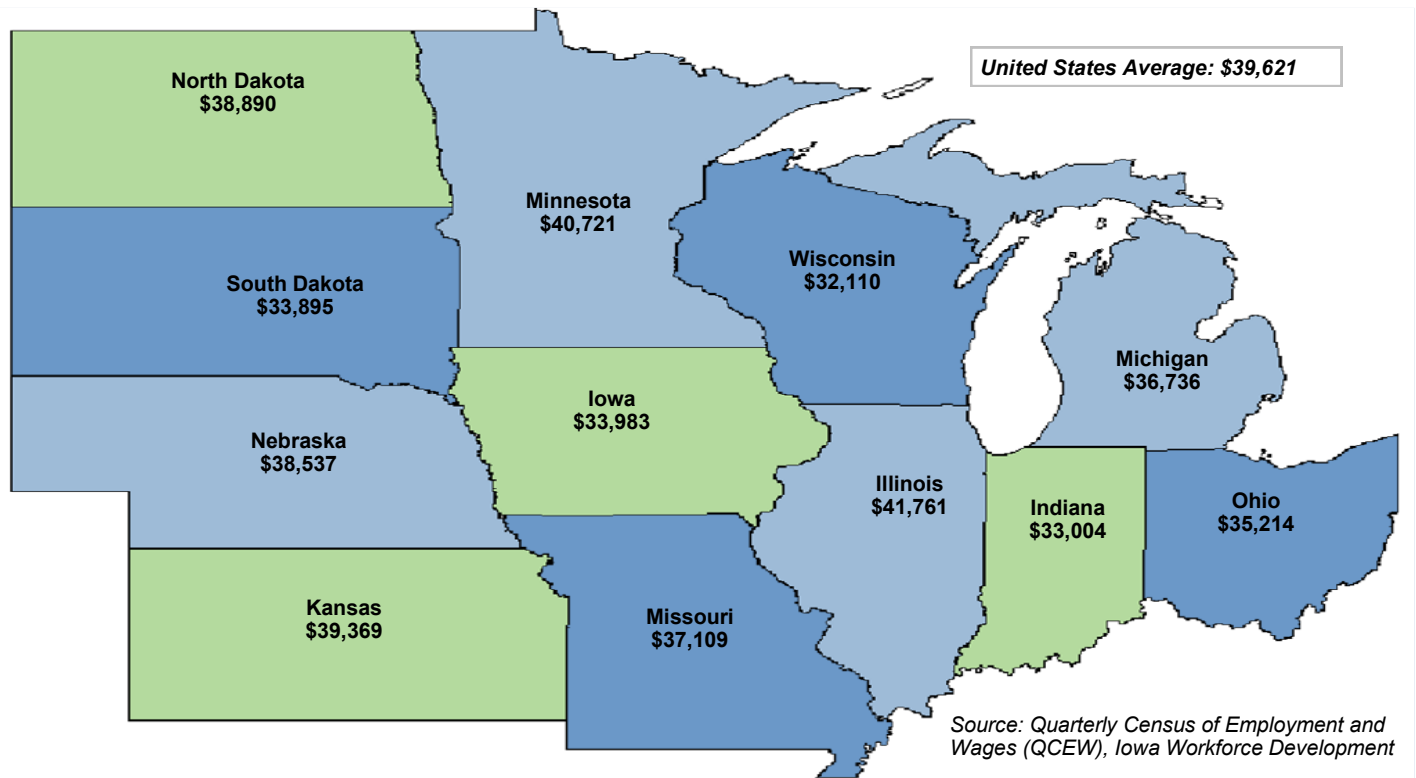 United States Average: $39,621
North Dakota
$38,890
Minnesota
$40,721
Wisconsin
$32,110
South Dakota
$33,895
Michigan
$36,736
Iowa
$33,983
Nebraska
$38,537
Illinois
$41,761
Indiana
$33,004
Ohio
$35,214
Kansas
$39,369
Missouri
$37,109
Source: Quarterly Census of Employment and
Wages (QCEW), Iowa Workforce Development